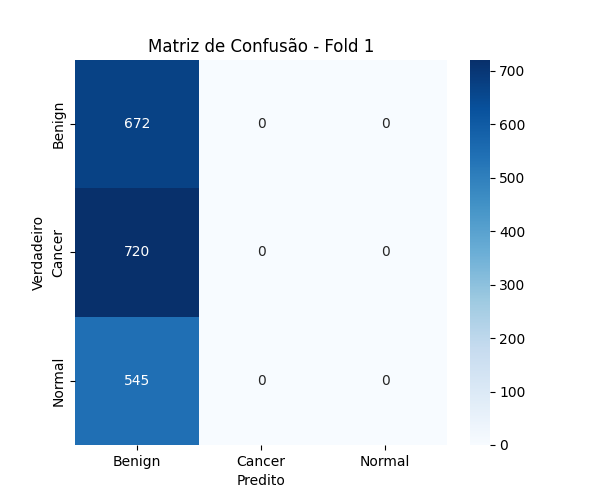 Matriz de Confusão - Fold 1
Verdadeiro
Benign
672 0 0
Cancer
720 0 0
Normal
545 0 0
Benign Cancer Normal
Predito
700
600
500
400
300
200
100
0